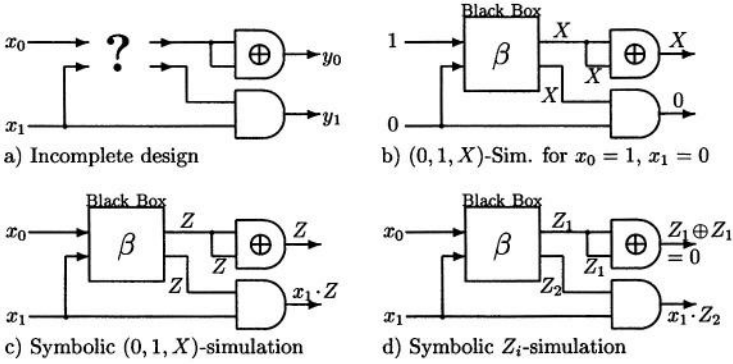 x₀ ? y₀
x₁ ⊕ y₁
a) Incomplete design
Black Box
1 β X X ⊕ X
0 X 0
b) (0, 1, X)-Sim. for x₀ = 1, x₁ = 0
Black Box
x₀ β Z Z ⊕ Z
x₁ Z x₁·Z
c) Symbolic (0, 1, X)-simulation
Black Box
x₀ β Z₁ Z₁ ⊕ Z₁⊕Z₁
= 0
x₁ Z₂ x₁·Z₂
d) Symbolic Zᵢ-simulation